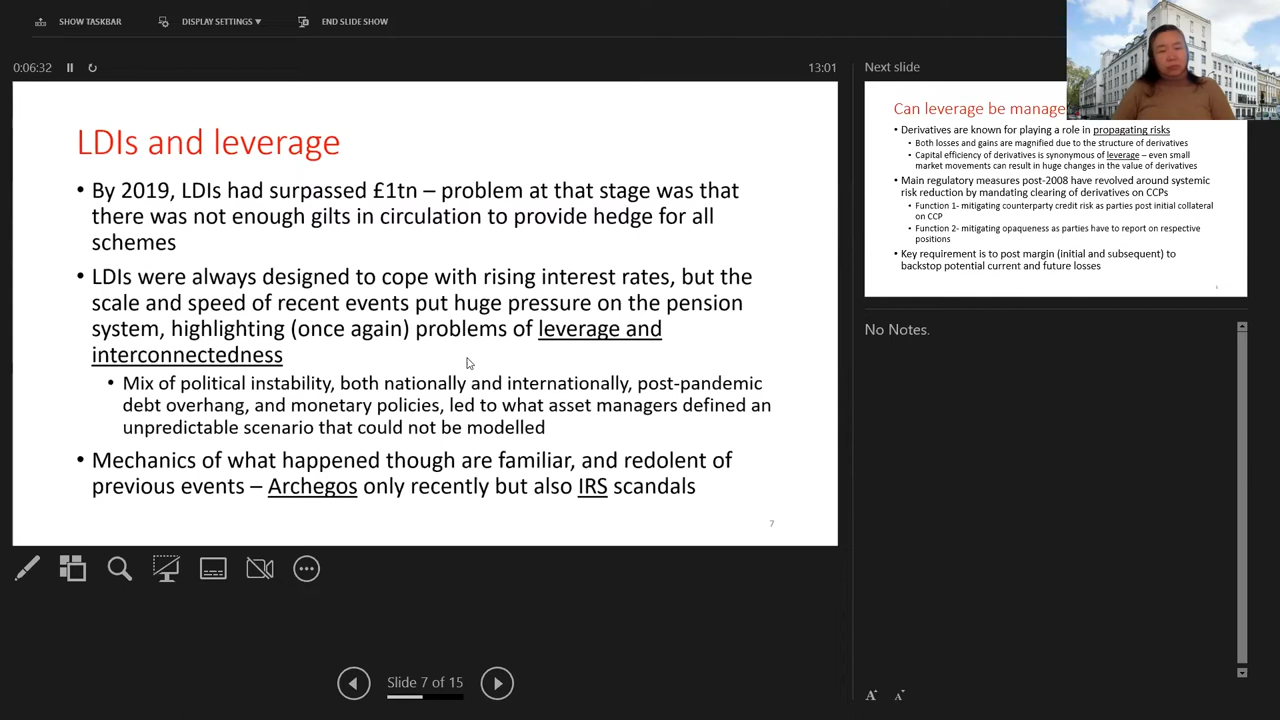 SHOW TASKBAR
DISPLAY SETTINGS ▼
END SLIDE SHOW
0:06:32
13:01
LDIs and leverage
• By 2019, LDIs had surpassed £1tn – problem at that stage was that
there was not enough gilts in circulation to provide hedge for all
schemes
• LDIs were always designed to cope with rising interest rates, but the
scale and speed of recent events put huge pressure on the pension
system, highlighting (once again) problems of leverage and
interconnectedness
• Mix of political instability, both nationally and internationally, post-pandemic
debt overhang, and monetary policies, led to what asset managers defined an
unpredictable scenario that could not be modelled
• Mechanics of what happened though are familiar, and redolent of
previous events – Archegos only recently but also IRS scandals
7
Slide 7 of 15
Next slide
Can leverage be manage
• Derivatives are known for playing a role in propagating risks
• Both losses and gains are magnified due to the structure of derivatives
• Capital efficiency of derivatives is synonymous of leverage – even small
market movements can result in huge changes in the value of derivatives
• Main regulatory measures post-2008 have revolved around systemic
risk reduction by mandating clearing of derivatives on CCPs
• Function 1- mitigating counterparty credit risk as parties post initial collateral
on CCP
• Function 2- mitigating opaqueness as parties have to report on respective
positions
• Key requirement is to post margin (initial and subsequent) to
backstop potential current and future losses
No Notes.
A A